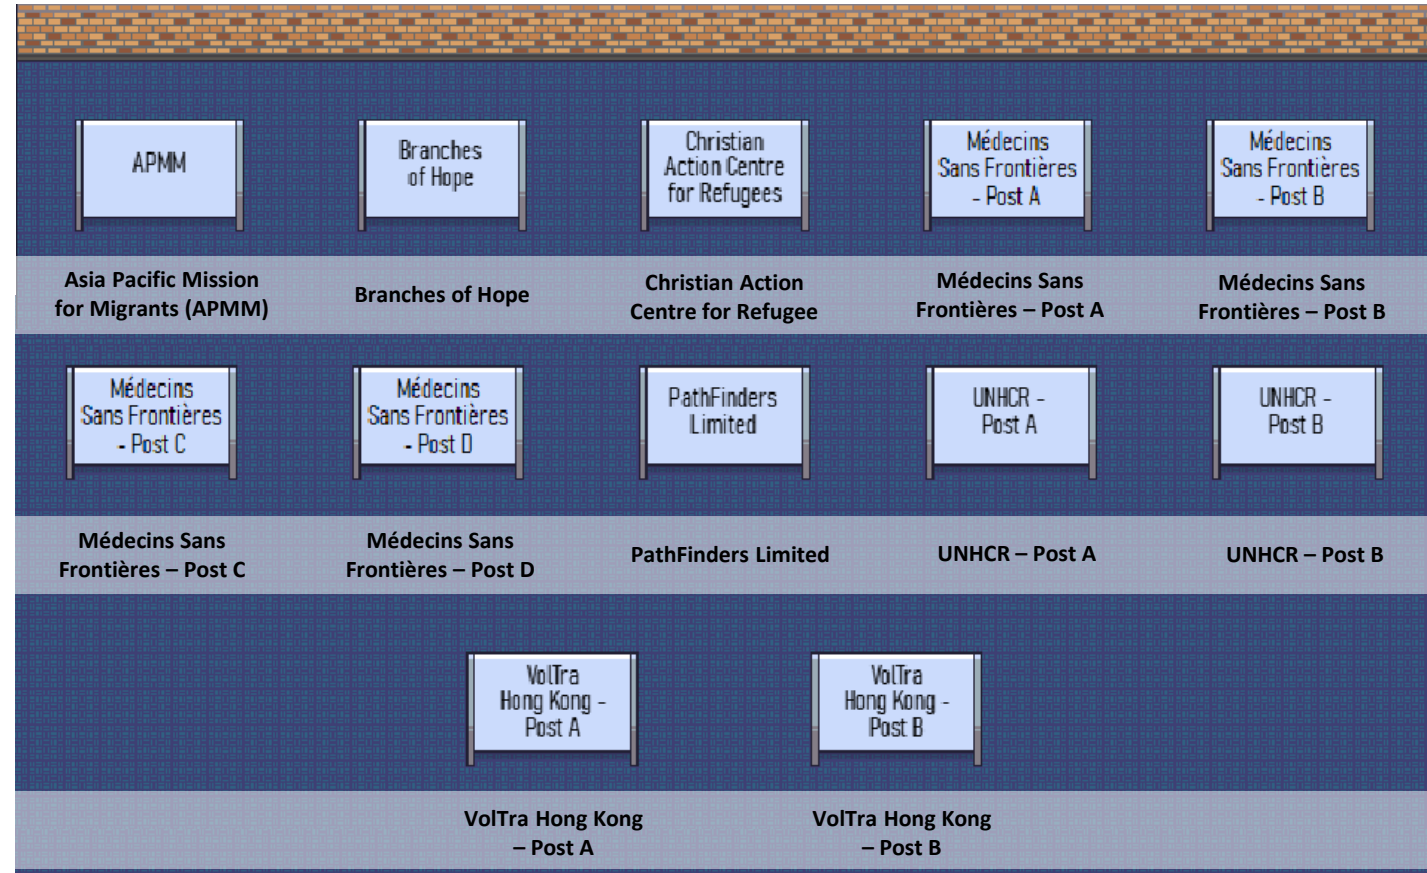 APMM
Branches
of Hope
Christian
Action Centre
for Refugees
Médecins
Sans Frontières
- Post A
Médecins
Sans Frontières
- Post B
Asia Pacific Mission
for Migrants (APMM)
Branches of Hope
Christian Action
Centre for Refugee
Médecins Sans
Frontières – Post A
Médecins Sans
Frontières – Post B
Médecins
Sans Frontières
- Post C
Médecins
Sans Frontières
- Post D
PathFinders
Limited
UNHCR -
Post A
UNHCR -
Post B
Médecins Sans
Frontières – Post C
Médecins Sans
Frontières – Post D
PathFinders Limited
UNHCR – Post A
UNHCR – Post B
VolTra
Hong Kong -
Post A
VolTra
Hong Kong -
Post B
VolTra Hong Kong
– Post A
VolTra Hong Kong
– Post B